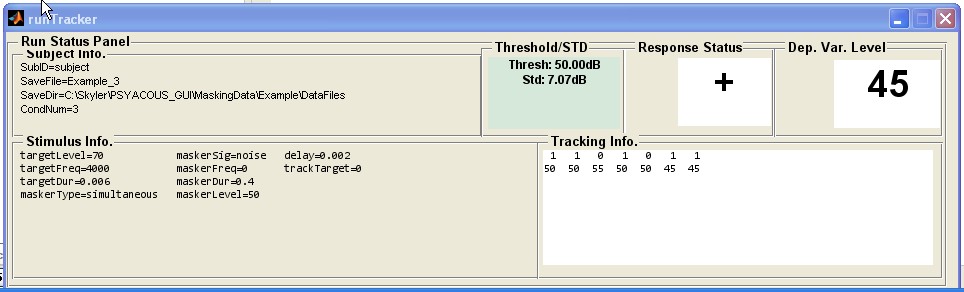 runTracker
Run Status Panel
Subject Info.
SubID=subject
SaveFile=Example_3
SaveDir=C:\Skyler\PSYACOUS_GUI\MaskingData\Example\DataFiles
CondNum=3
Threshold/STD
Thresh: 50.00dB
Std: 7.07dB
Response Status
+
Dep. Var. Level
45
Stimulus Info.
targetLevel=70 maskerSig=noise delay=0.002
targetFreq=4000 maskerFreq=0 trackTarget=0
targetDur=0.006 maskerDur=0.4
maskerType=simultaneous maskerLevel=50
Tracking Info.
1 1 0 1 0 1 1
50 50 55 50 50 45 45